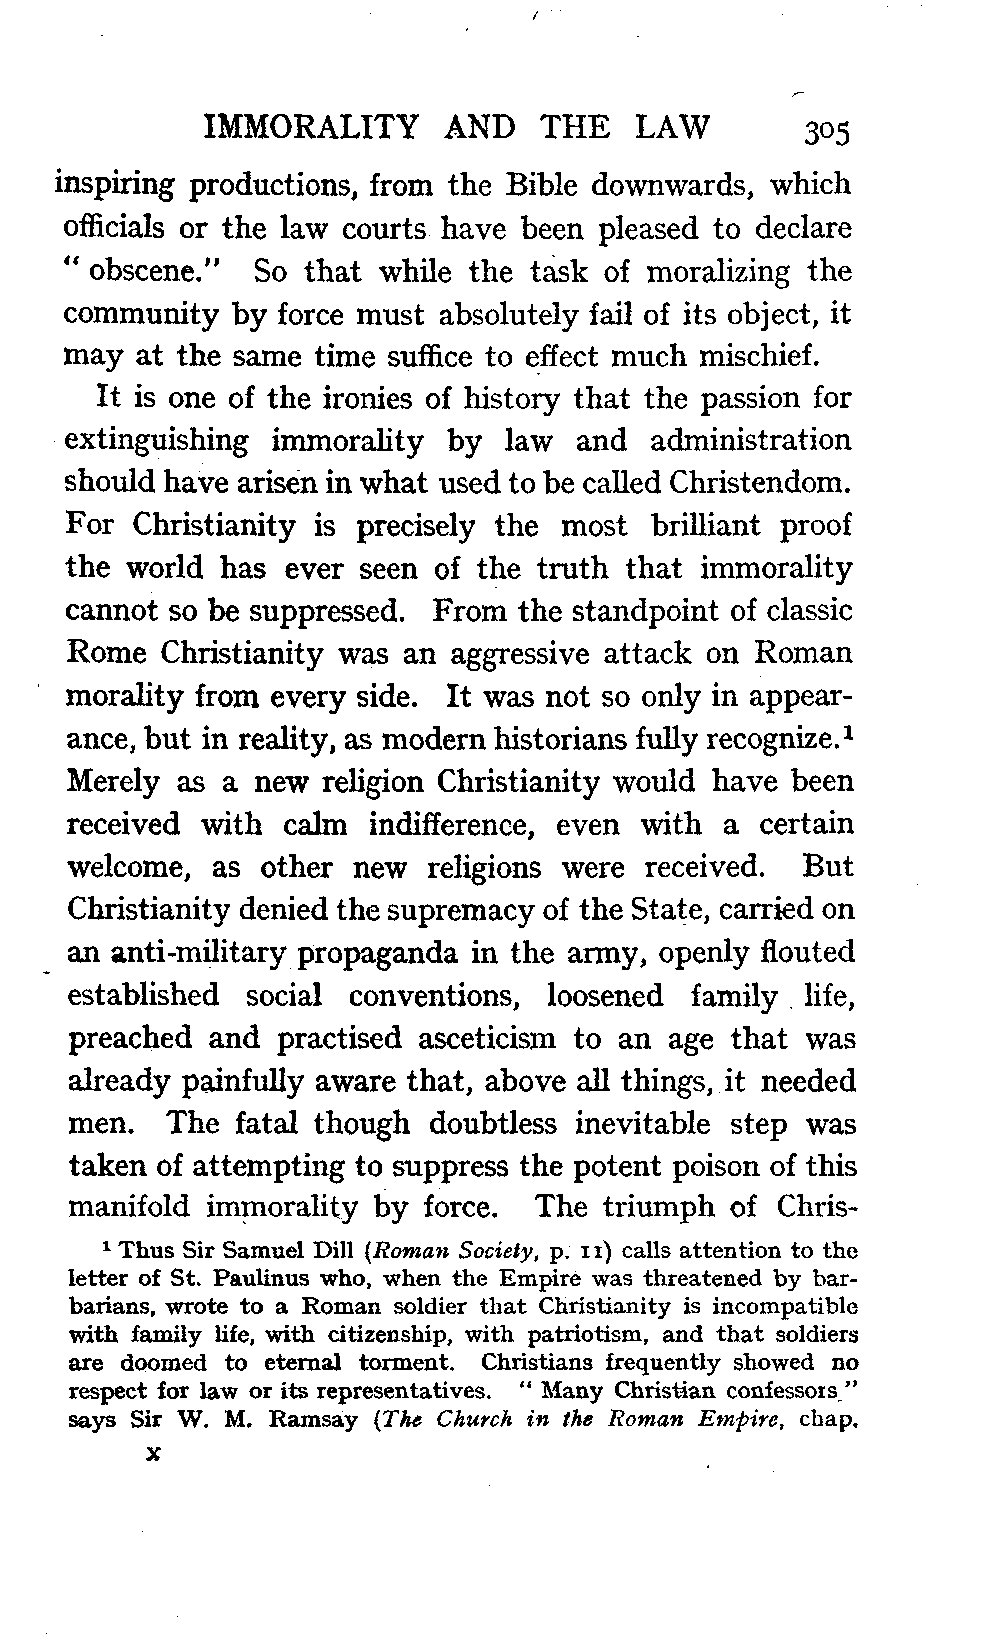 IMMORALITY AND THE LAW 305
inspiring productions, from the Bible downwards, which
officials or the law courts have been pleased to declare
“ obscene.” So that while the task of moralizing the
community by force must absolutely fail of its object, it
may at the same time suffice to effect much mischief.
It is one of the ironies of history that the passion for
extinguishing immorality by law and administration
should have arisen in what used to be called Christendom.
For Christianity is precisely the most brilliant proof
the world has ever seen of the truth that immorality
cannot so be suppressed. From the standpoint of classic
Rome Christianity was an aggressive attack on Roman
morality from every side. It was not so only in appear-
ance, but in reality, as modern historians fully recognize.¹
Merely as a new religion Christianity would have been
received with calm indifference, even with a certain
welcome, as other new religions were received. But
Christianity denied the supremacy of the State, carried on
an anti-military propaganda in the army, openly flouted
established social conventions, loosened family life,
preached and practised asceticism to an age that was
already painfully aware that, above all things, it needed
men. The fatal though doubtless inevitable step was
taken of attempting to suppress the potent poison of this
manifold immorality by force. The triumph of Chris-
¹ Thus Sir Samuel Dill (Roman Society, p. 11) calls attention to the
letter of St. Paulinus who, when the Empire was threatened by bar-
barians, wrote to a Roman soldier that Christianity is incompatible
with family life, with citizenship, with patriotism, and that soldiers
are doomed to eternal torment. Christians frequently showed no
respect for law or its representatives. “ Many Christian confessors,”
says Sir W. M. Ramsay (The Church in the Roman Empire, chap.
X